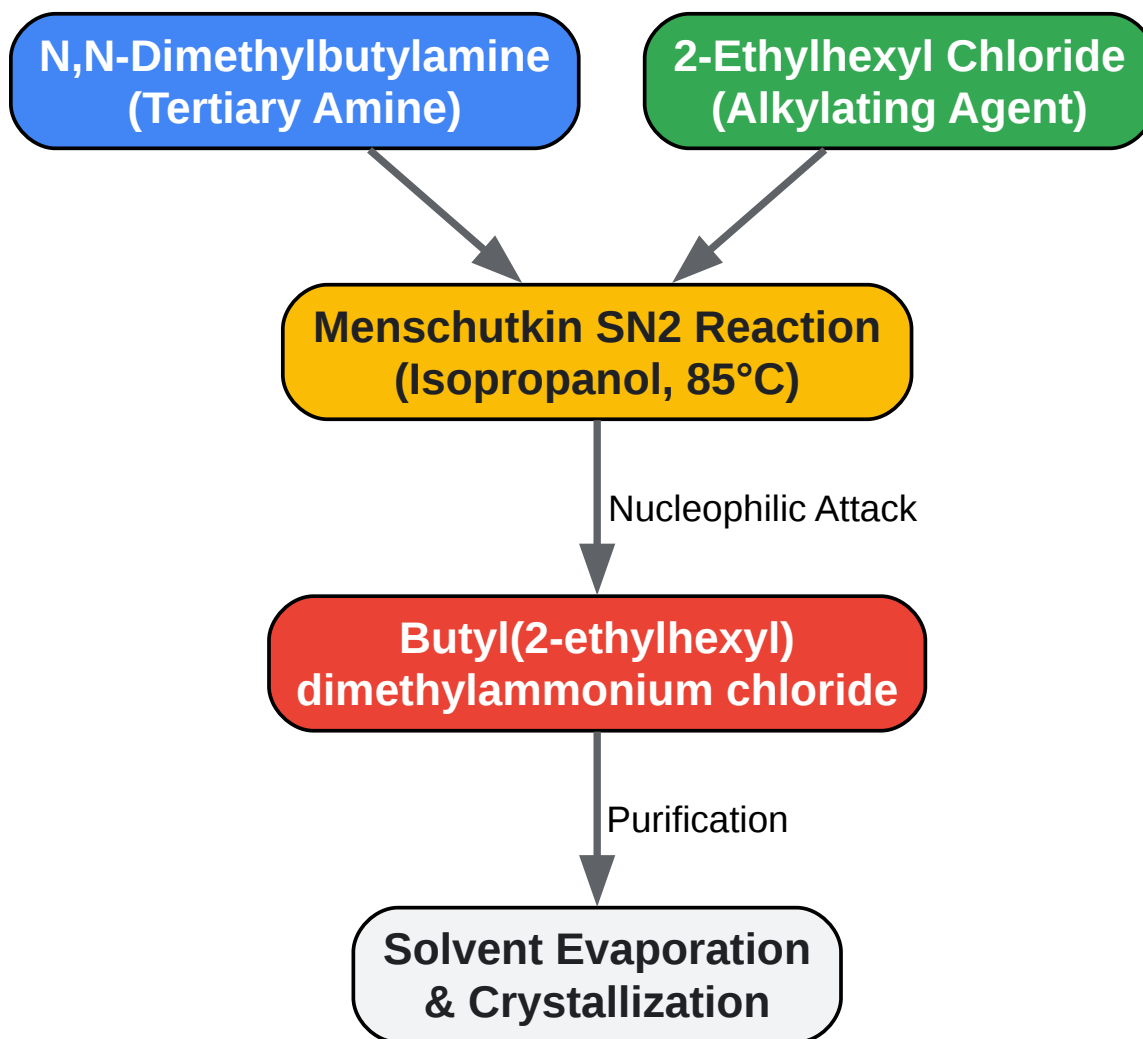 N,N-Dimethylbutylamine
(Tertiary Amine)
2-Ethylhexyl Chloride
(Alkylating Agent)
Menschutkin SN2 Reaction
(Isopropanol, 85°C)
Nucleophilic Attack
Butyl(2-ethylhexyl)
dimethylammonium chloride
Purification
Solvent Evaporation
& Crystallization